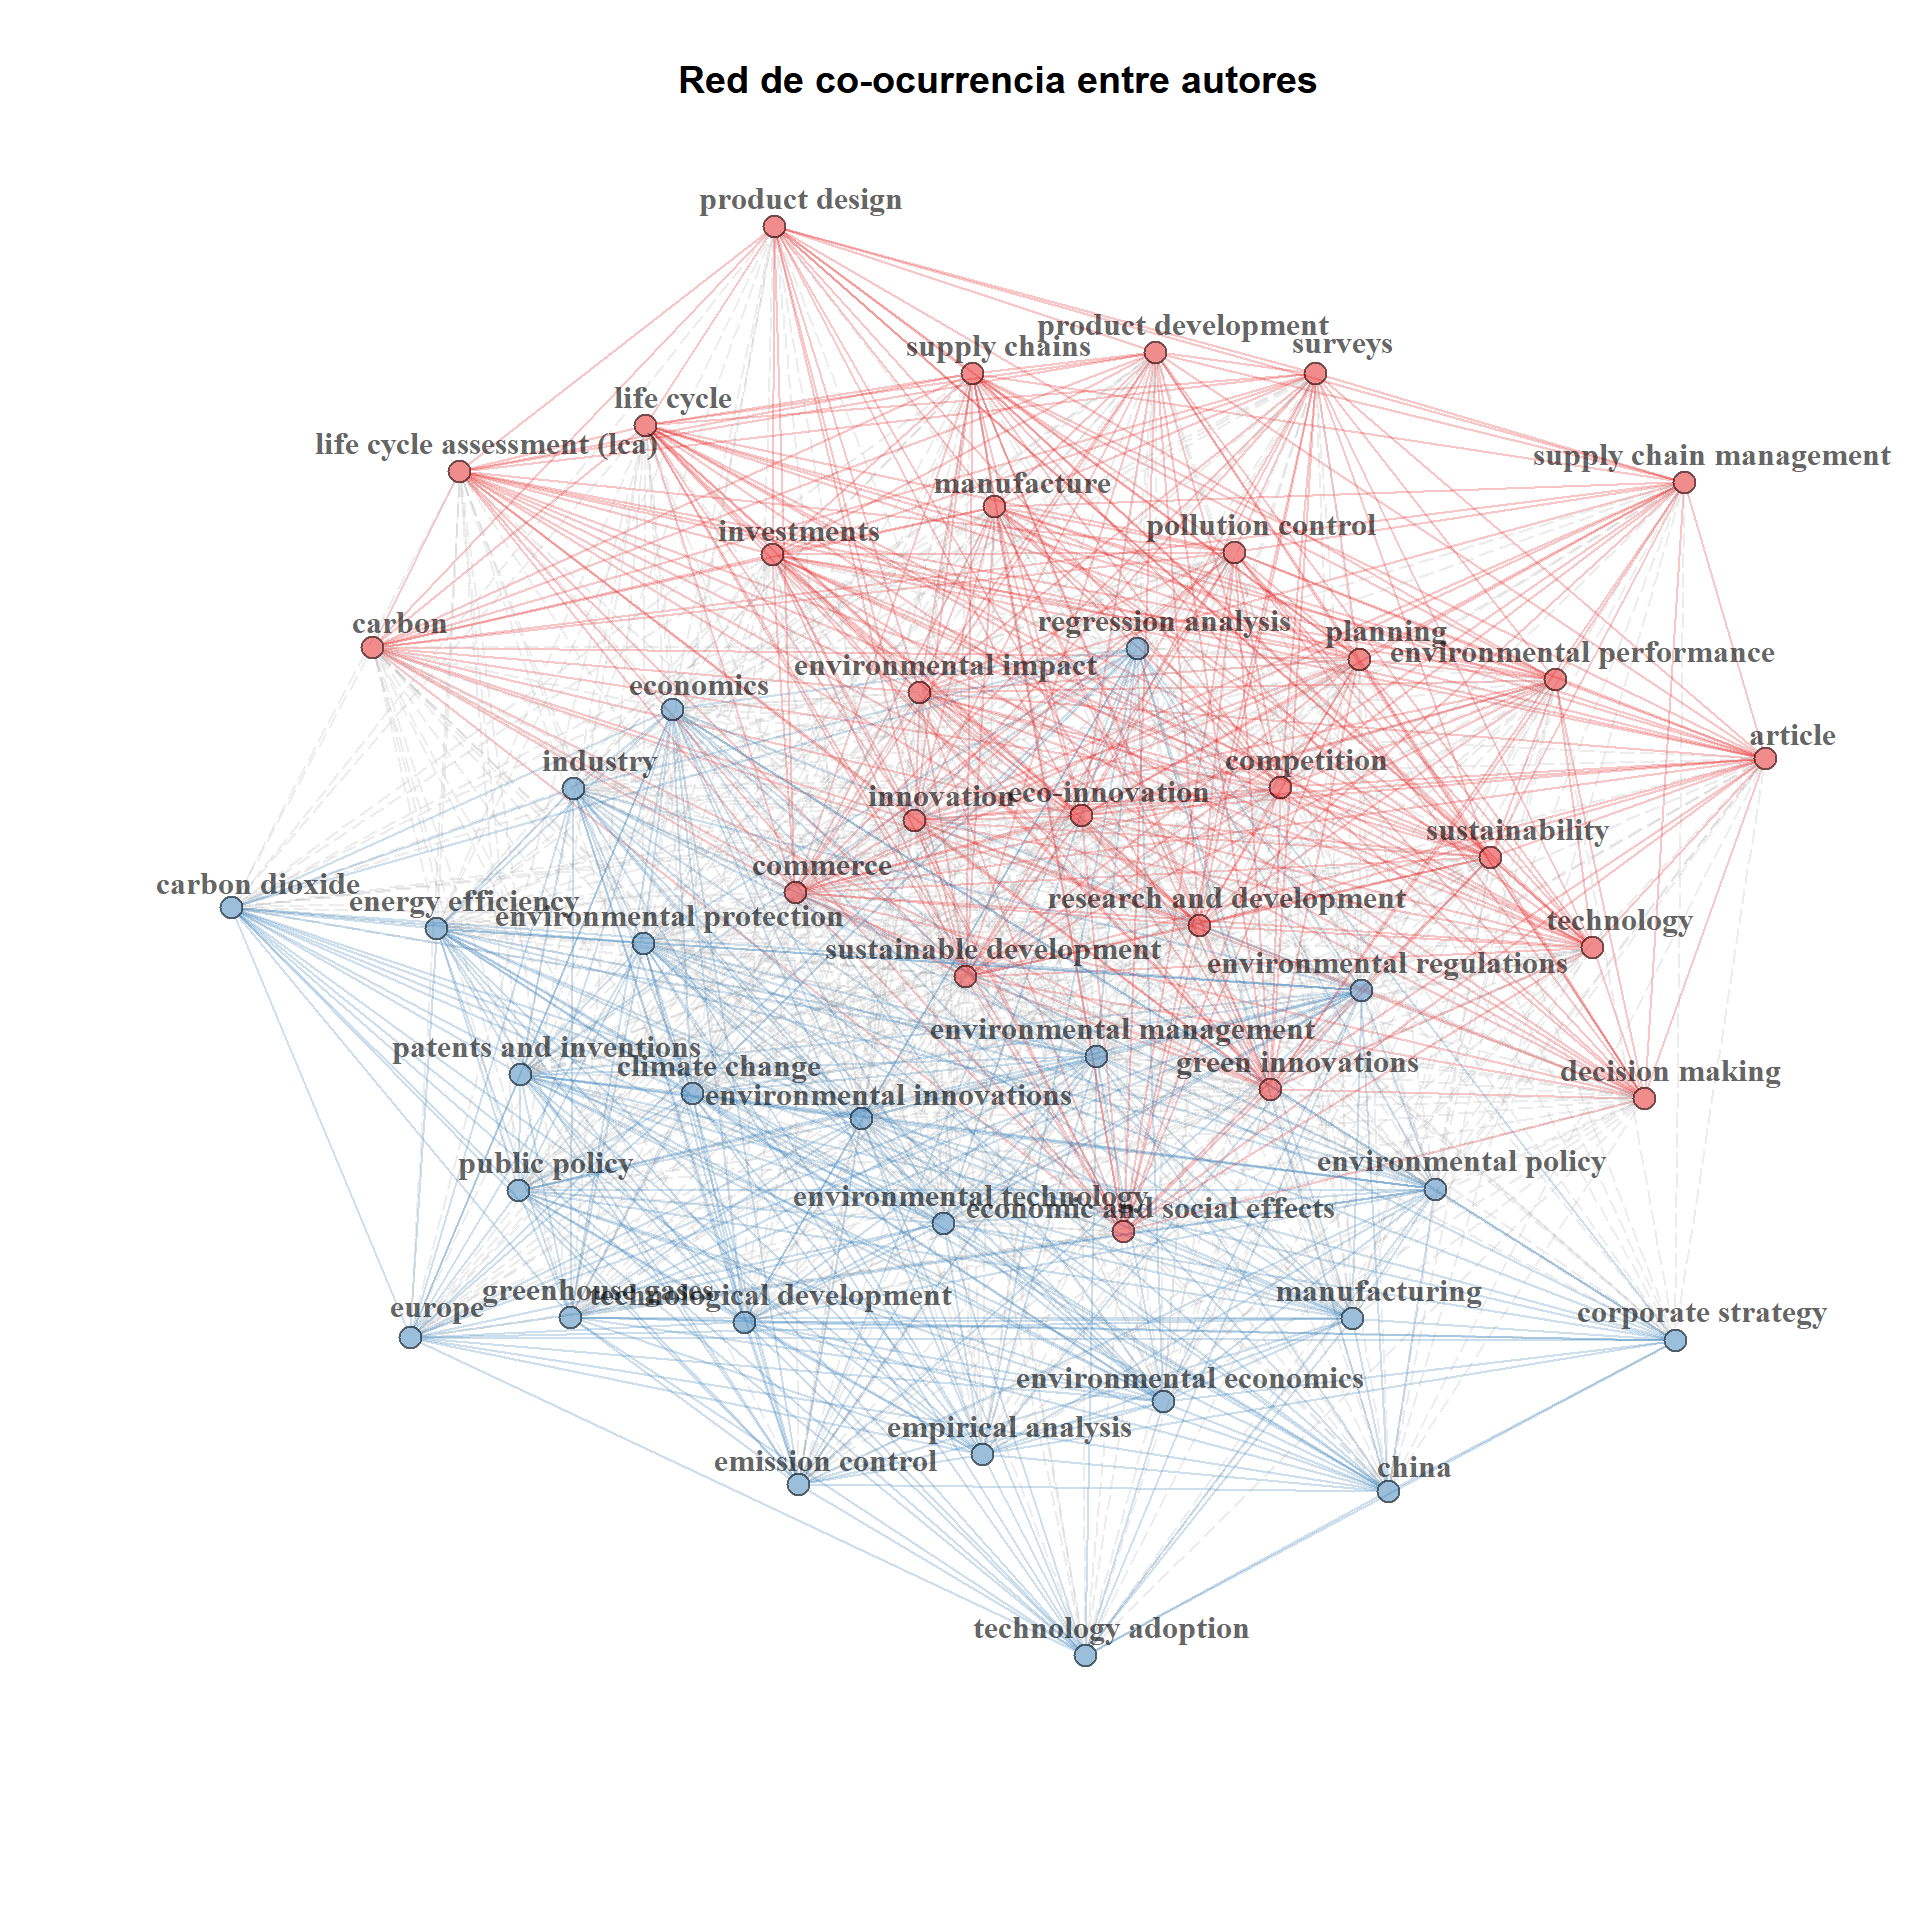 Red de co-ocurrencia entre autores
product design
product development
surveys
supply chains
life cycle
life cycle assessment (lca)
supply chain management
manufacture
pollution control
investments
carbon
regression analysis
planning
environmental performance
environmental impact
economics
article
industry
competition
innovation
eco-innovation
sustainability
commerce
carbon dioxide
energy efficiency
environmental protection
research and development
technology
sustainable development
environmental regulations
environmental management
patents and inventions
climate change
green innovations
decision making
environmental innovations
public policy
environmental policy
environmental technology
economic and social effects
greenhouse gases
technological development
manufacturing
europe
corporate strategy
environmental economics
empirical analysis
emission control
china
technology adoption